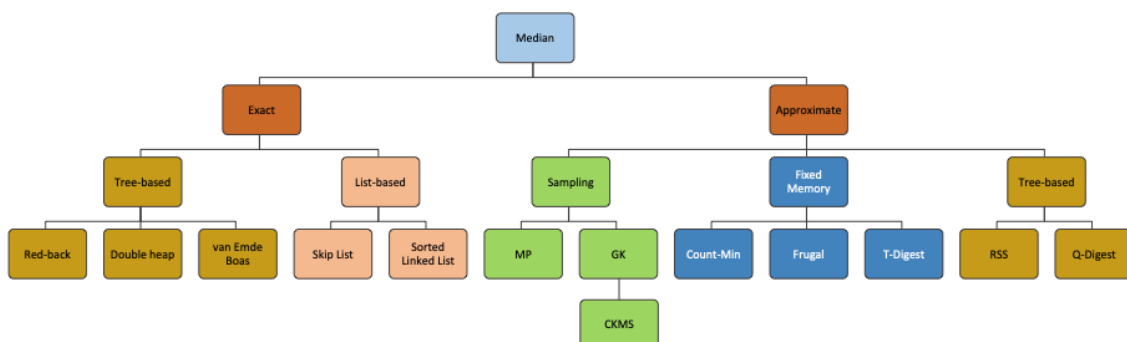 Median
Exact
Approximate
Tree-based
List-based
Sampling
Fixed
Memory
Tree-based
Red-back
Double heap
van Emde
Boas
Skip List
Sorted
Linked List
MP
GK
Count-Min
Frugal
T-Digest
RSS
Q-Digest
CKMS